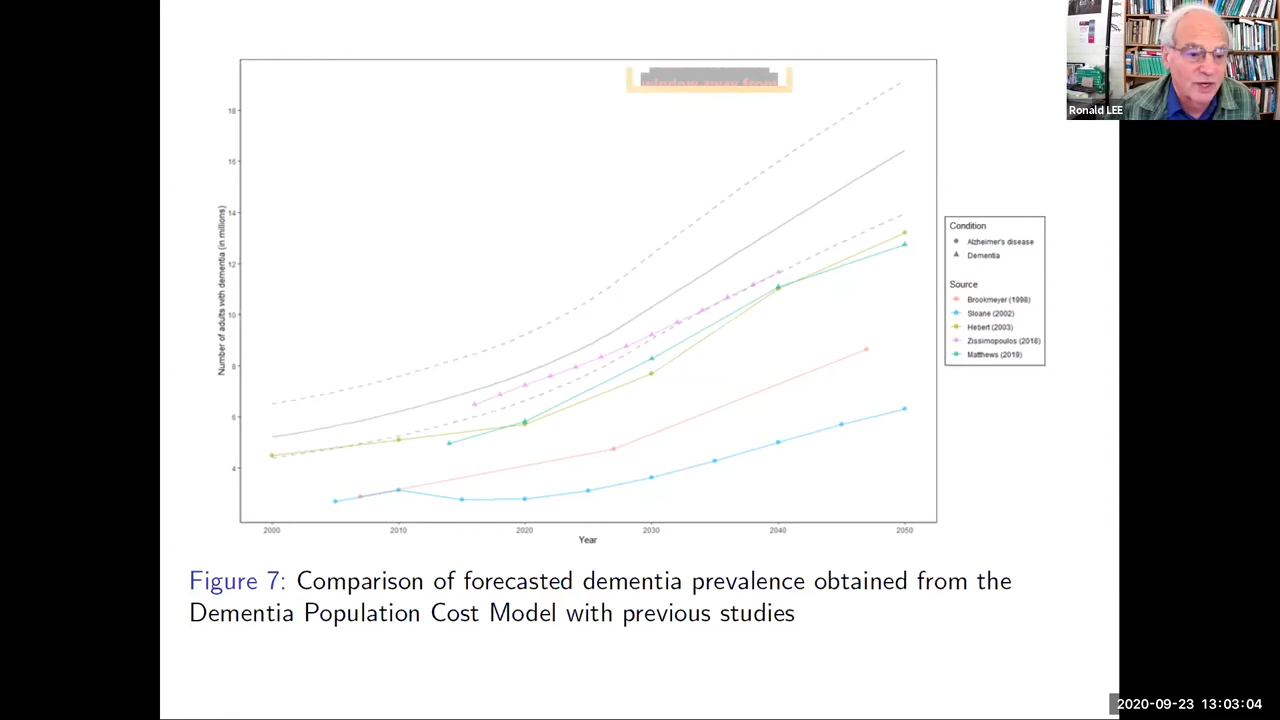 Ronald LEE
window away from
Number of adults with dementia (in millions)
18
16
14
12
10
8
6
4
2000
2010
2020
2030
2040
2050
Year
Condition
Alzheimer's disease
Dementia
Source
Brookmeyer (1998)
Sloane (2002)
Hebert (2003)
Zissimopoulos (2018)
Matthews (2019)
Figure 7: Comparison of forecasted dementia prevalence obtained from the
Dementia Population Cost Model with previous studies
2020-09-23 13:03:04